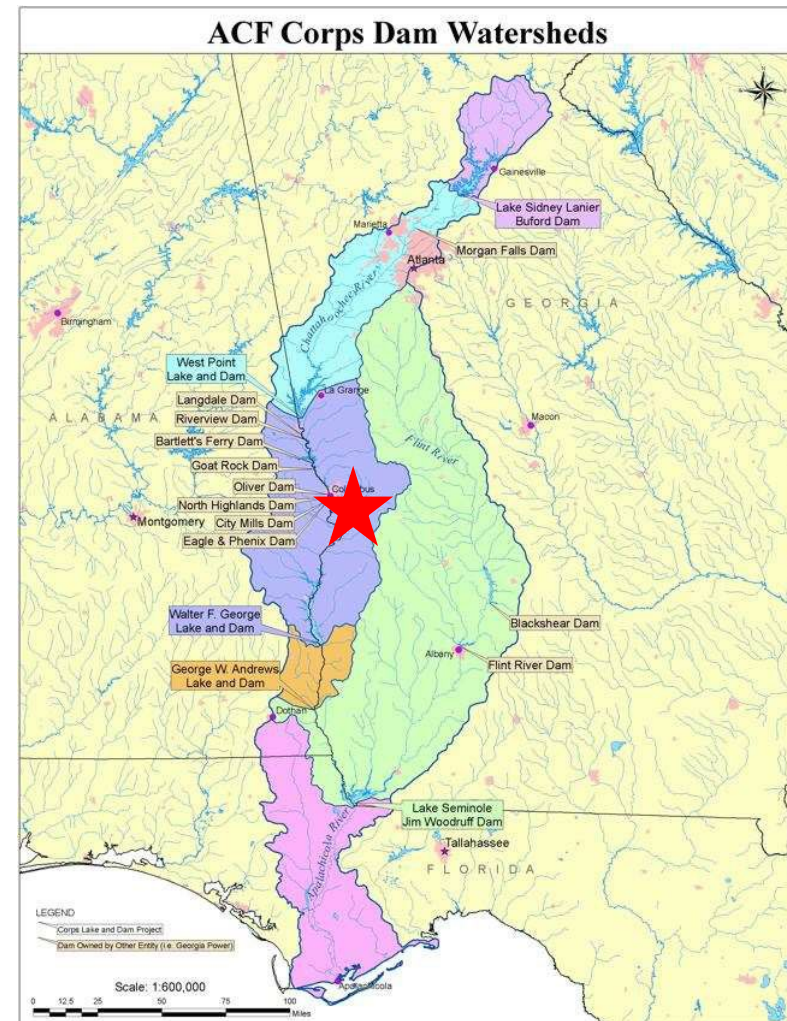 ACF Corps Dam Watersheds
Gainesville
Lake Sidney Lanier
Buford Dam
Marietta
Morgan Falls Dam
Atlanta
Chattahoochee River
GEORGIA
Birmingham
West Point
Lake and Dam
La Grange
Langdale Dam
ALABAMA
Riverview Dam
Macon
Bartlett's Ferry Dam
Flint River
Goat Rock Dam
Oliver Dam
North Highlands Dam
Montgomery
City Mills Dam
Eagle & Phenix Dam
Walter F. George
Lake and Dam
Blackshear Dam
Albany
Flint River Dam
George W. Andrews
Lake and Dam
Dothan
Lake Seminole
Jim Woodruff Dam
Apalachicola River
Tallahassee
FLORIDA
LEGEND
Corps Lake and Dam Project
Dam Owned by Other Entity (i.e. Georgia Power)
Apalachicola
Scale: 1:600,000
0 12.5 25 50 75 100
Miles